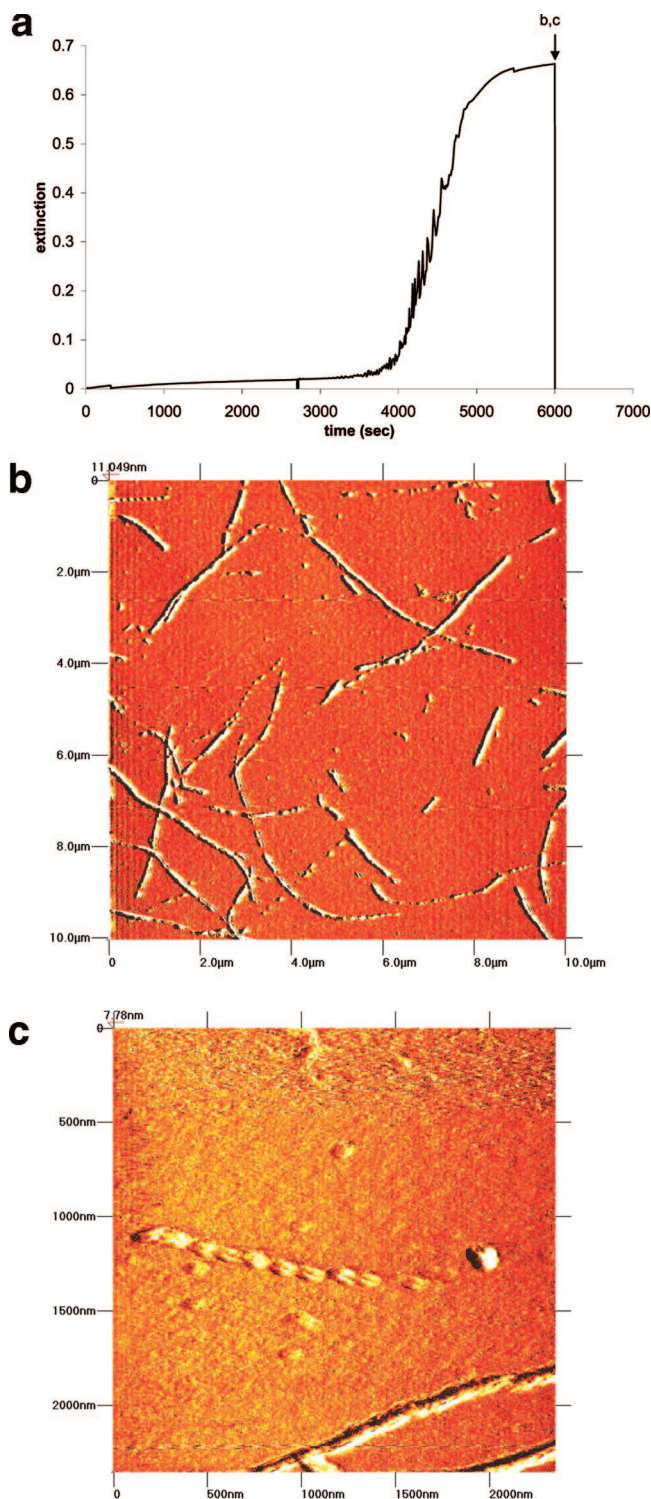 a
b,c
0.7
0.6
0.5
0.4
0.3
0.2
0.1
0
extinction
0 1000 2000 3000 4000 5000 6000 7000
time (sec)
b
11.049nm
0
2.0µm
4.0µm
6.0µm
8.0µm
10.0µm
0 2.0µm 4.0µm 6.0µm 8.0µm 10.0µm
c
7.78nm
0
500nm
1000nm
1500nm
2000nm
0 500nm 1000nm 1500nm 2000nm